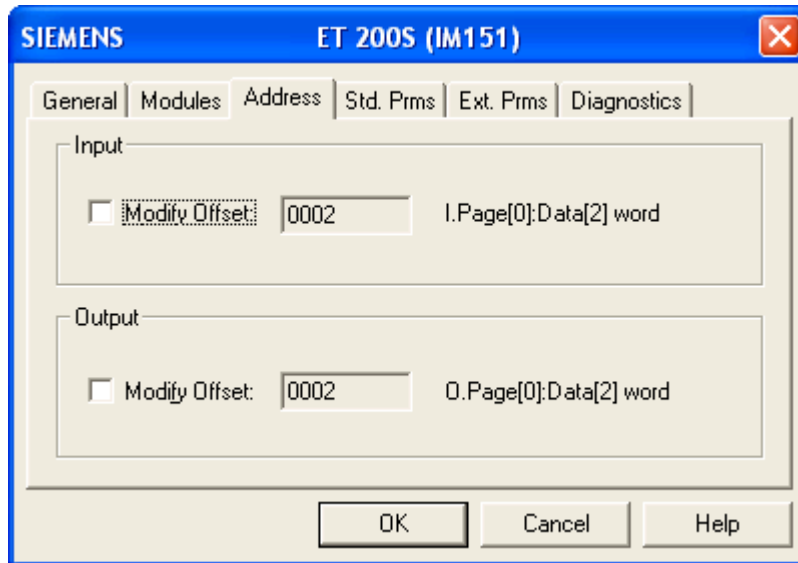 SIEMENS ET 200S (IM151)
General Modules Address Std. Prms Ext. Prms Diagnostics
Input
Modify Offset: 0002 I.Page[0]:Data[2] word
Output
Modify Offset: 0002 O.Page[0]:Data[2] word
OK Cancel Help